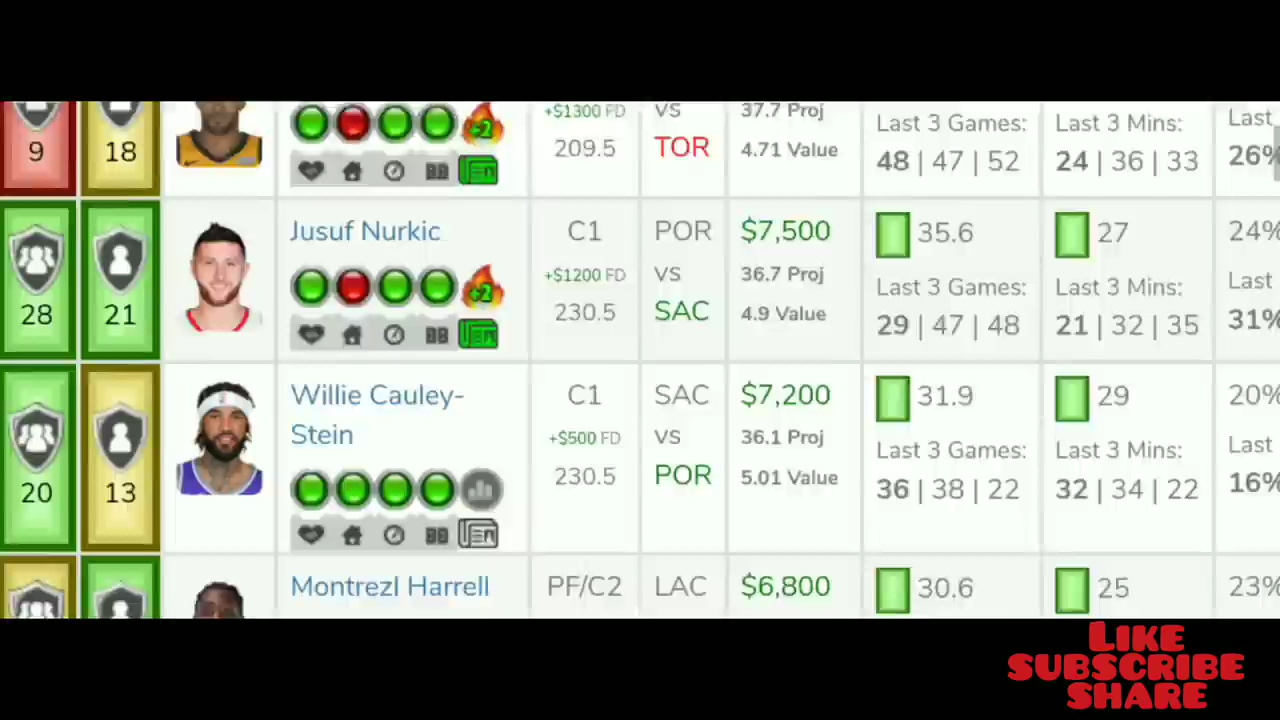 9
18
+2
+$1300 FD
209.5
VS
TOR
37.7 Proj
4.71 Value
Last 3 Games:
48 | 47 | 52
Last 3 Mins:
24 | 36 | 33
Last
26%
28
21
Jusuf Nurkic
+2
C1
+$1200 FD
230.5
POR
VS
SAC
$7,500
36.7 Proj
4.9 Value
35.6
Last 3 Games:
29 | 47 | 48
27
Last 3 Mins:
21 | 32 | 35
24%
Last
31%
20
13
Willie Cauley-
Stein
C1
+$500 FD
230.5
SAC
VS
POR
$7,200
36.1 Proj
5.01 Value
31.9
Last 3 Games:
36 | 38 | 22
29
Last 3 Mins:
32 | 34 | 22
20%
Last
16%
Montrezl Harrell
PF/C2
LAC
$6,800
30.6
25
23%
LIKE
SUBSCRIBE
SHARE